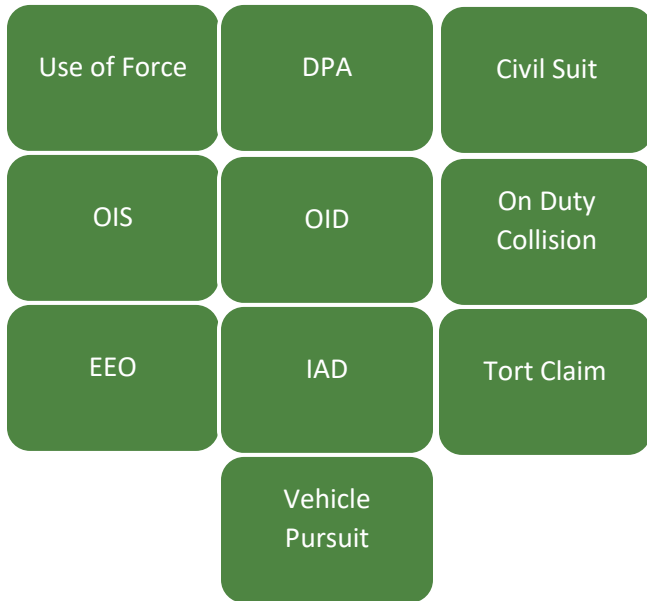 Use of Force
DPA
Civil Suit
OIS
OID
On Duty
Collision
EEO
IAD
Tort Claim
Vehicle
Pursuit